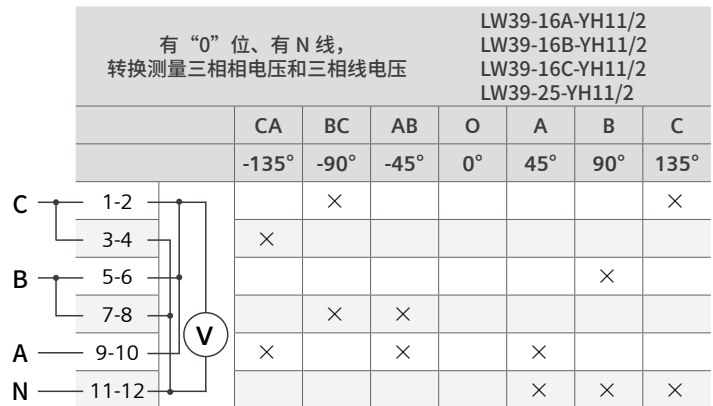 有“0”位、有 N 线，
转换测量三相相电压和三相线电压
LW39-16A-YH11/2
LW39-16B-YH11/2
LW39-16C-YH11/2
LW39-25-YH11/2
CA BC AB O A B C
-135° -90° -45° 0° 45° 90° 135°
C 1-2 × ×
3-4 ×
B 5-6 ×
7-8 × ×
V
A 9-10 × × ×
N 11-12 × × ×